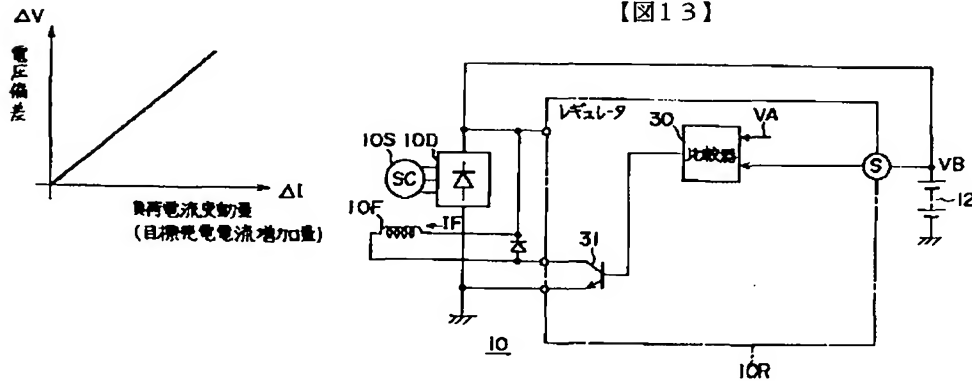 ΔV
電圧偏差
ΔI
負荷電流変動量
(目標発電電流増加量)
【図13】
レギュレータ
30
VA
比較器
S
VB
12
10S
10D
SC
10F
IF
31
10
10R